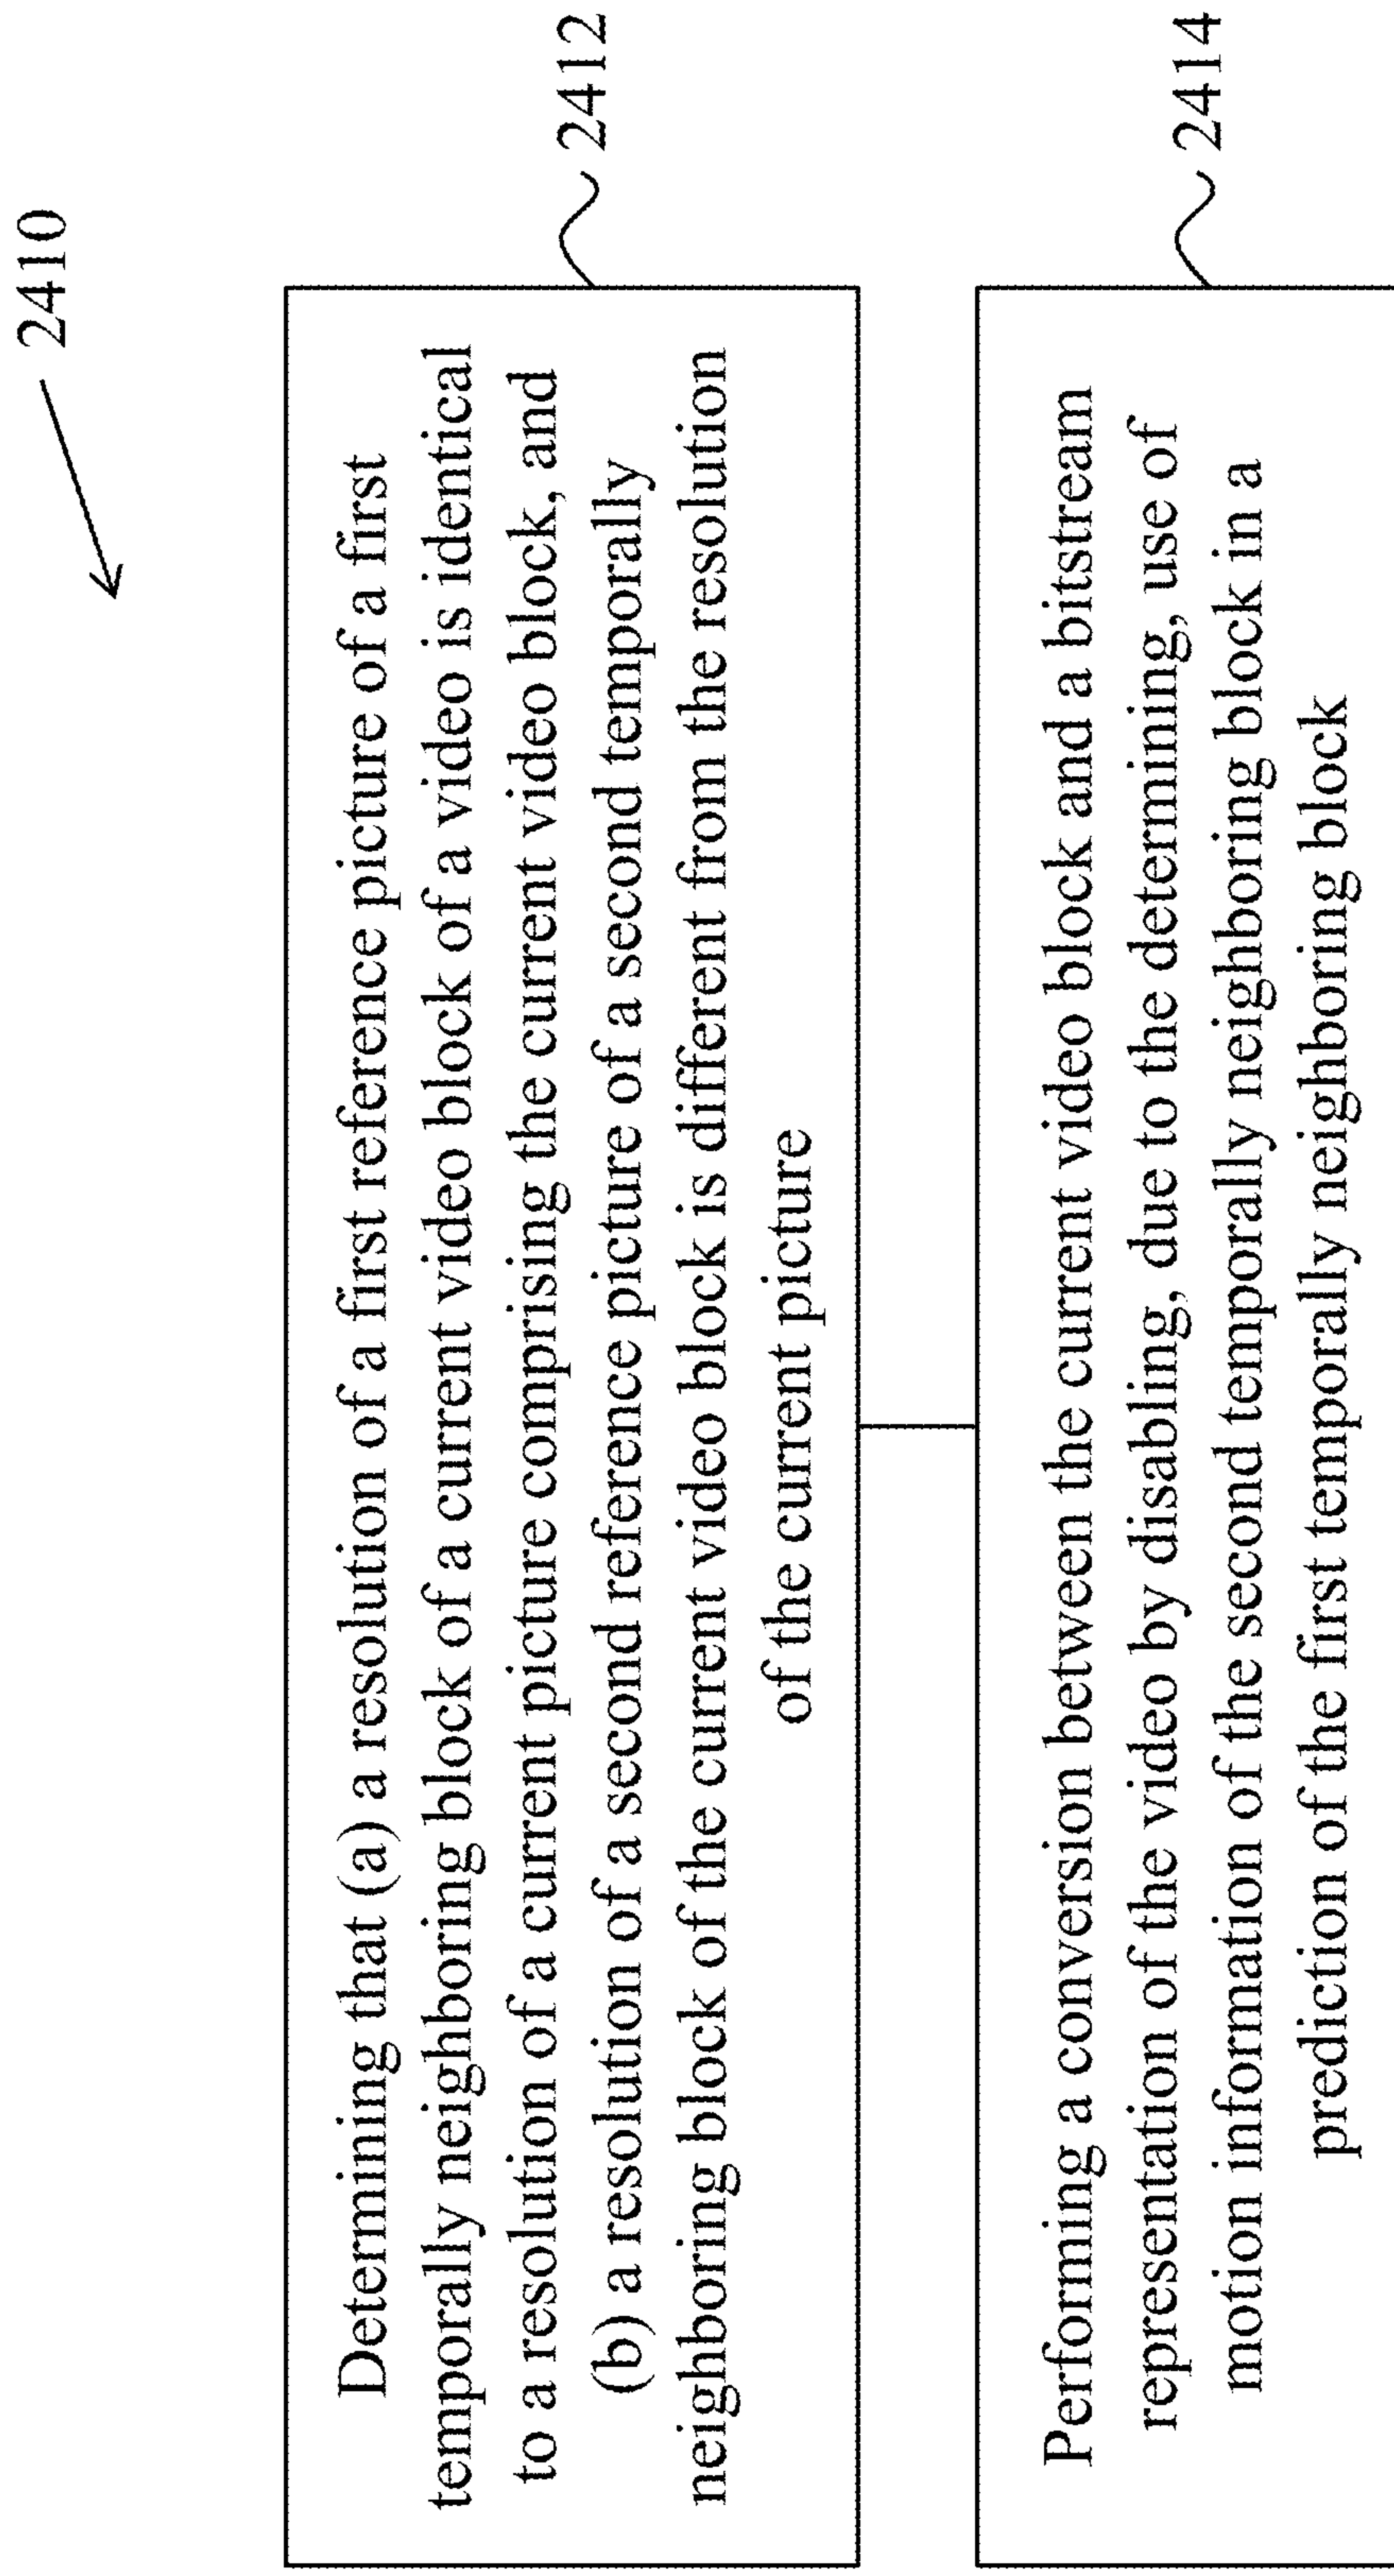 2410
Determining that (a) a resolution of a first reference picture of a first
temporally neighboring block of a current video block of a video is identical
to a resolution of a current picture comprising the current video block, and
(b) a resolution of a second reference picture of a second temporally
neighboring block of the current video block is different from the resolution
of the current picture
2412
Performing a conversion between the current video block and a bitstream
representation of the video by disabling, due to the determining, use of
motion information of the second temporally neighboring block in a
prediction of the first temporally neighboring block
2414